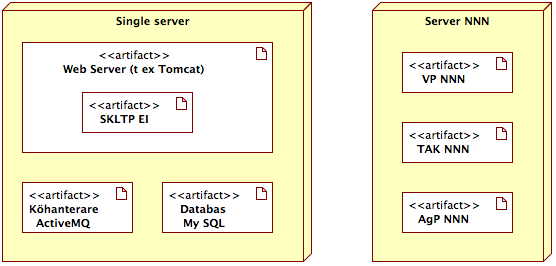 Single server
<<artifact>>
Web Server (t ex Tomcat)
<<artifact>>
SKLTP EI
<<artifact>>
Köhanterare
ActiveMQ
<<artifact>>
Databas
My SQL
Server NNN
<<artifact>>
VP NNN
<<artifact>>
TAK NNN
<<artifact>>
AgP NNN